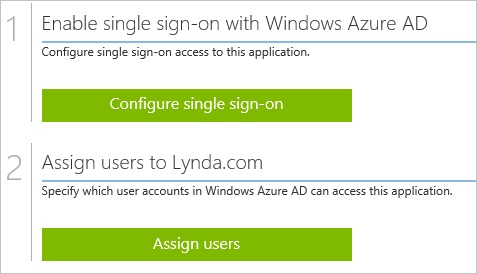 1
Enable single sign-on with Windows Azure AD
Configure single sign-on access to this application.
Configure single sign-on
2
Assign users to Lynda.com
Specify which user accounts in Windows Azure AD can access this application.
Assign users